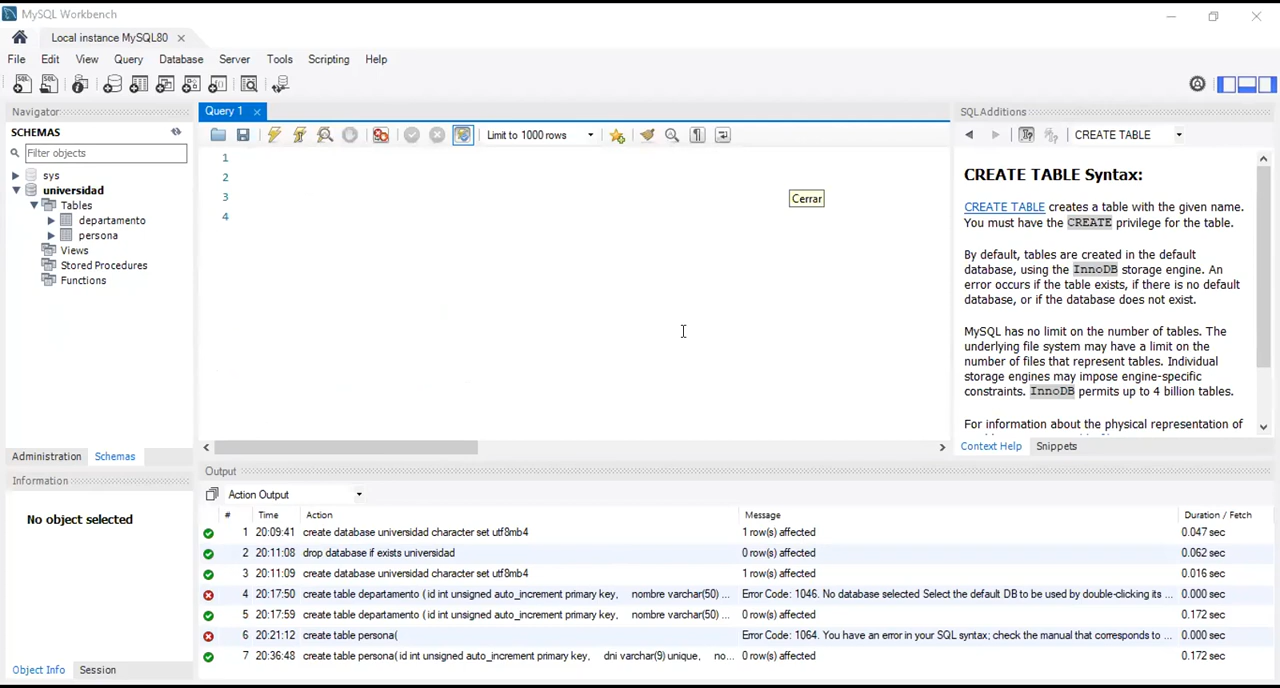 MySQL Workbench
Local instance MySQL80
File Edit View Query Database Server Tools Scripting Help
Navigator
SCHEMAS
Filter objects
sys
universidad
Tables
departamento
persona
Views
Stored Procedures
Functions
Administration Schemas
Information
No object selected
Object Info Session
Query 1
Limit to 1000 rows
1
2
3
4
Cerrar
SQLAdditions
CREATE TABLE
CREATE TABLE Syntax:
CREATE TABLE creates a table with the given name.
You must have the CREATE privilege for the table.
By default, tables are created in the default
database, using the InnoDB storage engine. An
error occurs if the table exists, if there is no default
database, or if the database does not exist.
MySQL has no limit on the number of tables. The
underlying file system may have a limit on the
number of files that represent tables. Individual
storage engines may impose engine-specific
constraints. InnoDB permits up to 4 billion tables.
For information about the physical representation of
Context Help Snippets
Output
Action Output
# Time Action Message Duration / Fetch
1 20:09:41 create database universidad character set utf8mb4 1 row(s) affected 0.047 sec
2 20:11:08 drop database if exists universidad 0 row(s) affected 0.062 sec
3 20:11:09 create database universidad character set utf8mb4 1 row(s) affected 0.016 sec
4 20:17:50 create table departamento ( id int unsigned auto_increment primary key, nombre varchar(50) ... Error Code: 1046. No database selected Select the default DB to be used by double-clicking its ... 0.000 sec
5 20:17:59 create table departamento ( id int unsigned auto_increment primary key, nombre varchar(50) ... 0 row(s) affected 0.172 sec
6 20:21:12 create table persona( Error Code: 1064. You have an error in your SQL syntax; check the manual that corresponds to ... 0.000 sec
7 20:36:48 create table persona( id int unsigned auto_increment primary key, dni varchar(9) unique, no... 0 row(s) affected 0.172 sec